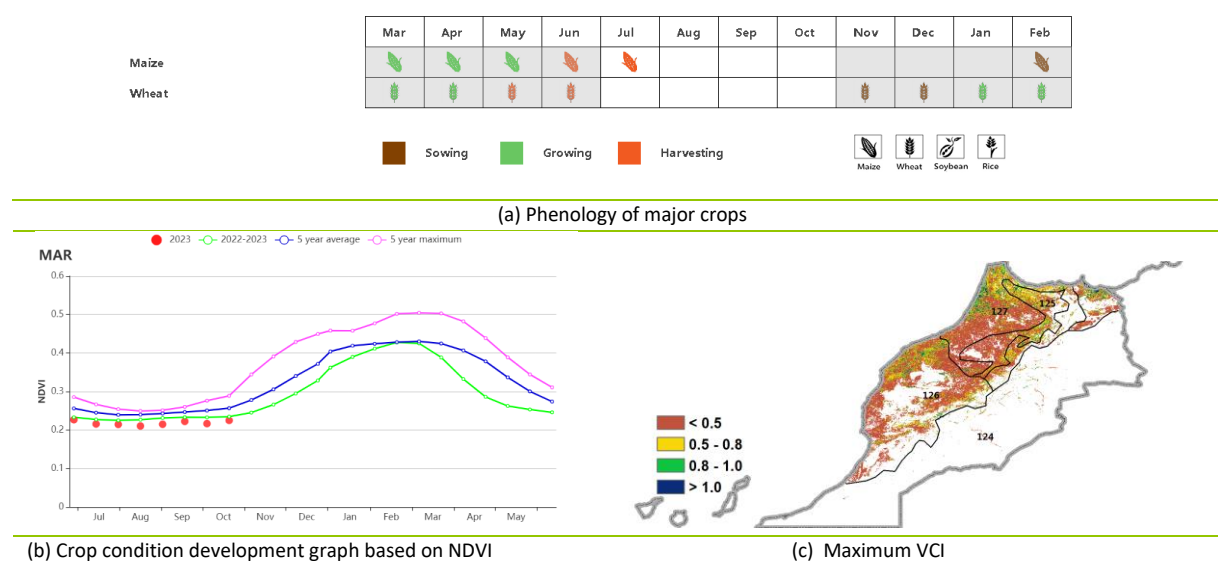 Mar Apr May Jun Jul Aug Sep Oct Nov Dec Jan Feb
Maize
Wheat
Sowing Growing Harvesting
Maize Wheat Soybean Rice
(a) Phenology of major crops
2023 2022-2023 5 year average 5 year maximum
MAR
0.6
0.5
0.4
0.3
0.2
0.1
0
NDVI
Jul Aug Sep Oct Nov Dec Jan Feb Mar Apr May
127
125
126
124
< 0.5
0.5 - 0.8
0.8 - 1.0
> 1.0
(b) Crop condition development graph based on NDVI
(c) Maximum VCI